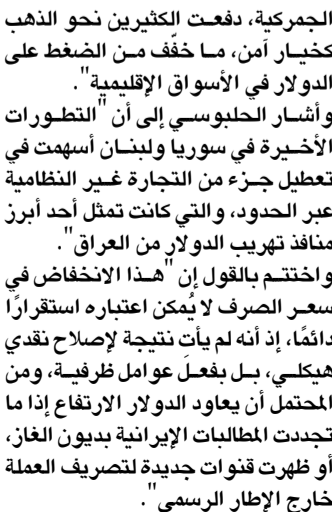 الجمركية، دفعت الكثيرين نحو الذهب
كخيار آمن، ما خفّف من الضغط على
الدولار في الأسواق الإقليمية".
وأشار الحلبوسي إلى أن "التطورات
الأخيرة في سوريا ولبنان أسهمت في
تعطيل جزء من التجارة غير النظامية
عبر الحدود، والتي كانت تمثل أحد أبرز
منافذ تهريب الدولار من العراق".
واختتم بالقول إن "هذا الانخفاض في
سعر الصرف لا يُمكن اعتباره استقرارًا
دائمًا، إذ أنه لم يأتِ نتيجة لإصلاح نقدي
هيكلي، بل بفعلَ عوامل ظرفية، ومن
المحتمل أن يعاود الدولار الارتفاع إذا ما
تجددت المطالبات الإيرانية بديون الغاز،
أو ظهرت قنوات جديدة لتصريف العملة
خارج الإطار الرسمي".